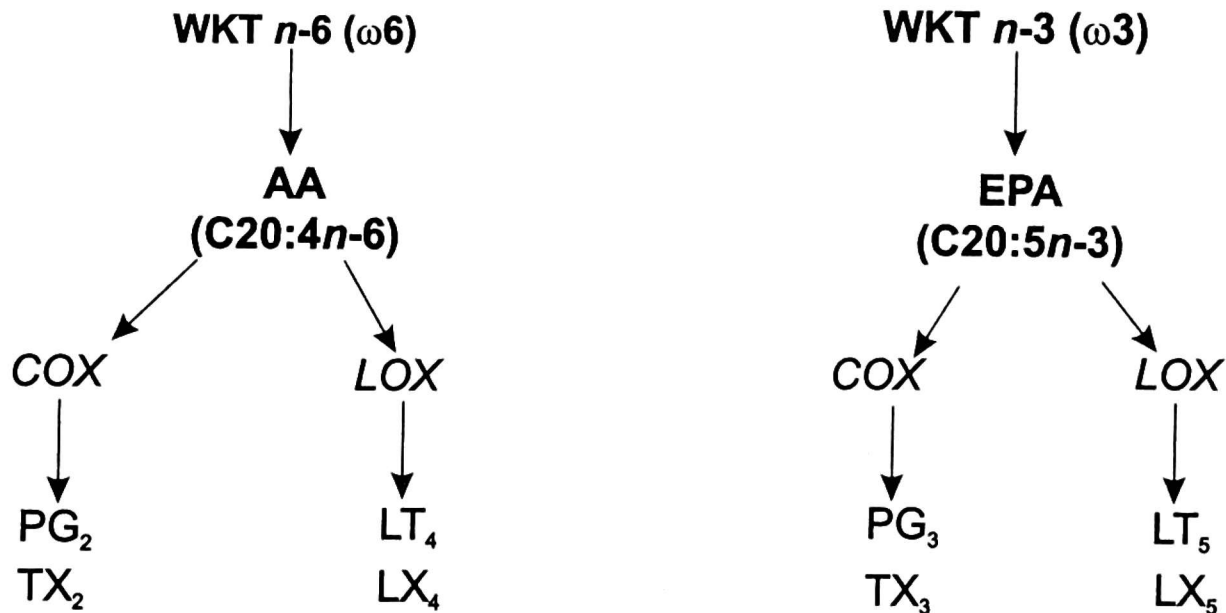 WKT n-6 (ω6)
AA
(C20:4n-6)
COX
LOX
PG₂
TX₂
LT₄
LX₄
WKT n-3 (ω3)
EPA
(C20:5n-3)
COX
LOX
PG₃
TX₃
LT₅
LX₅